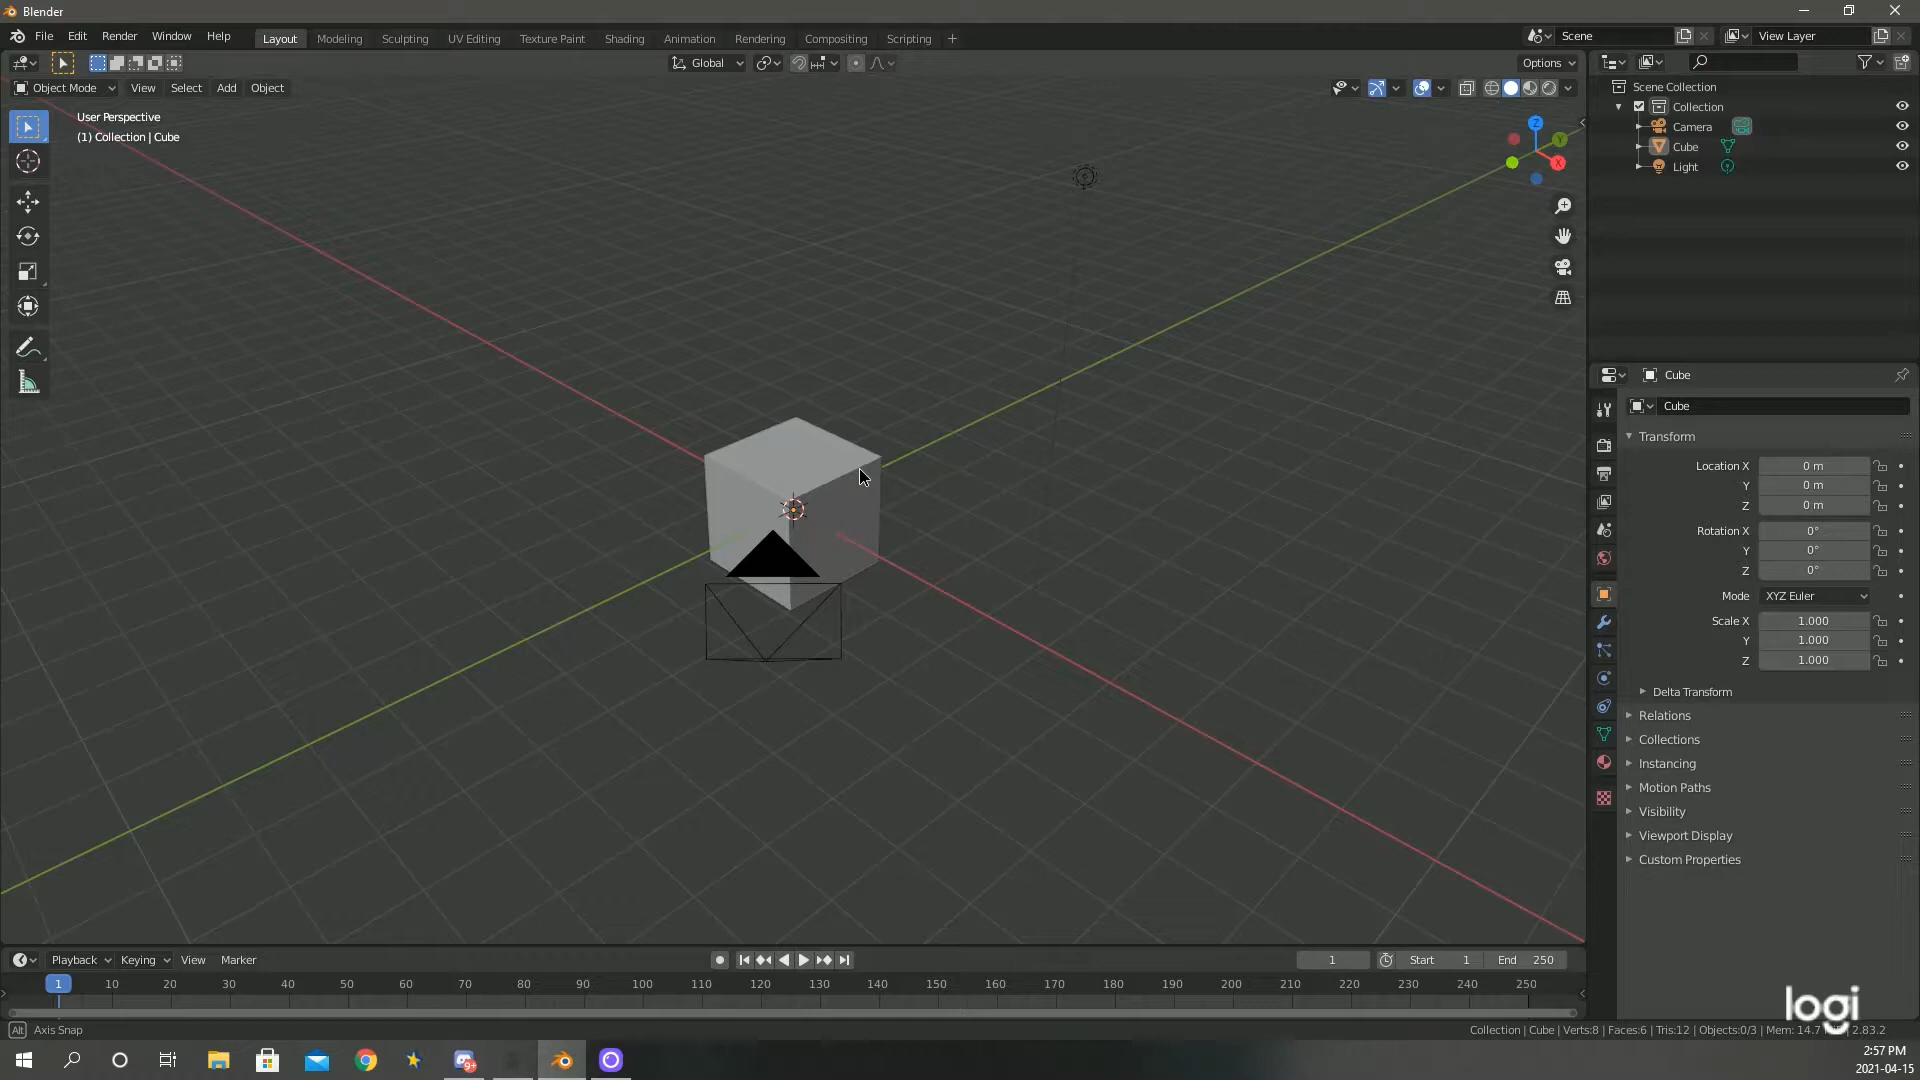 Blender
File Edit Render Window Help
Layout Modeling Sculpting UV Editing Texture Paint Shading Animation Rendering Compositing Scripting +
Scene
View Layer
Global
Options
Object Mode View Select Add Object
User Perspective
(1) Collection | Cube
Z
Y
X
Scene Collection
Collection
Camera
Cube
Light
Cube
Cube
Transform
Location X 0 m
Y 0 m
Z 0 m
Rotation X 0°
Y 0°
Z 0°
Mode XYZ Euler
Scale X 1.000
Y 1.000
Z 1.000
Delta Transform
Relations
Collections
Instancing
Motion Paths
Visibility
Viewport Display
Custom Properties
Playback Keying View Marker
1 Start 1 End 250
1 10 20 30 40 50 60 70 80 90 100 110 120 130 140 150 160 170 180 190 200 210 220 230 240 250
logi
Alt Axis Snap
Collection | Cube | Verts:8 | Faces:6 | Tris:12 | Objects:0/3 | Mem: 14.7 | 2.83.2
9+
2:57 PM
2021-04-15